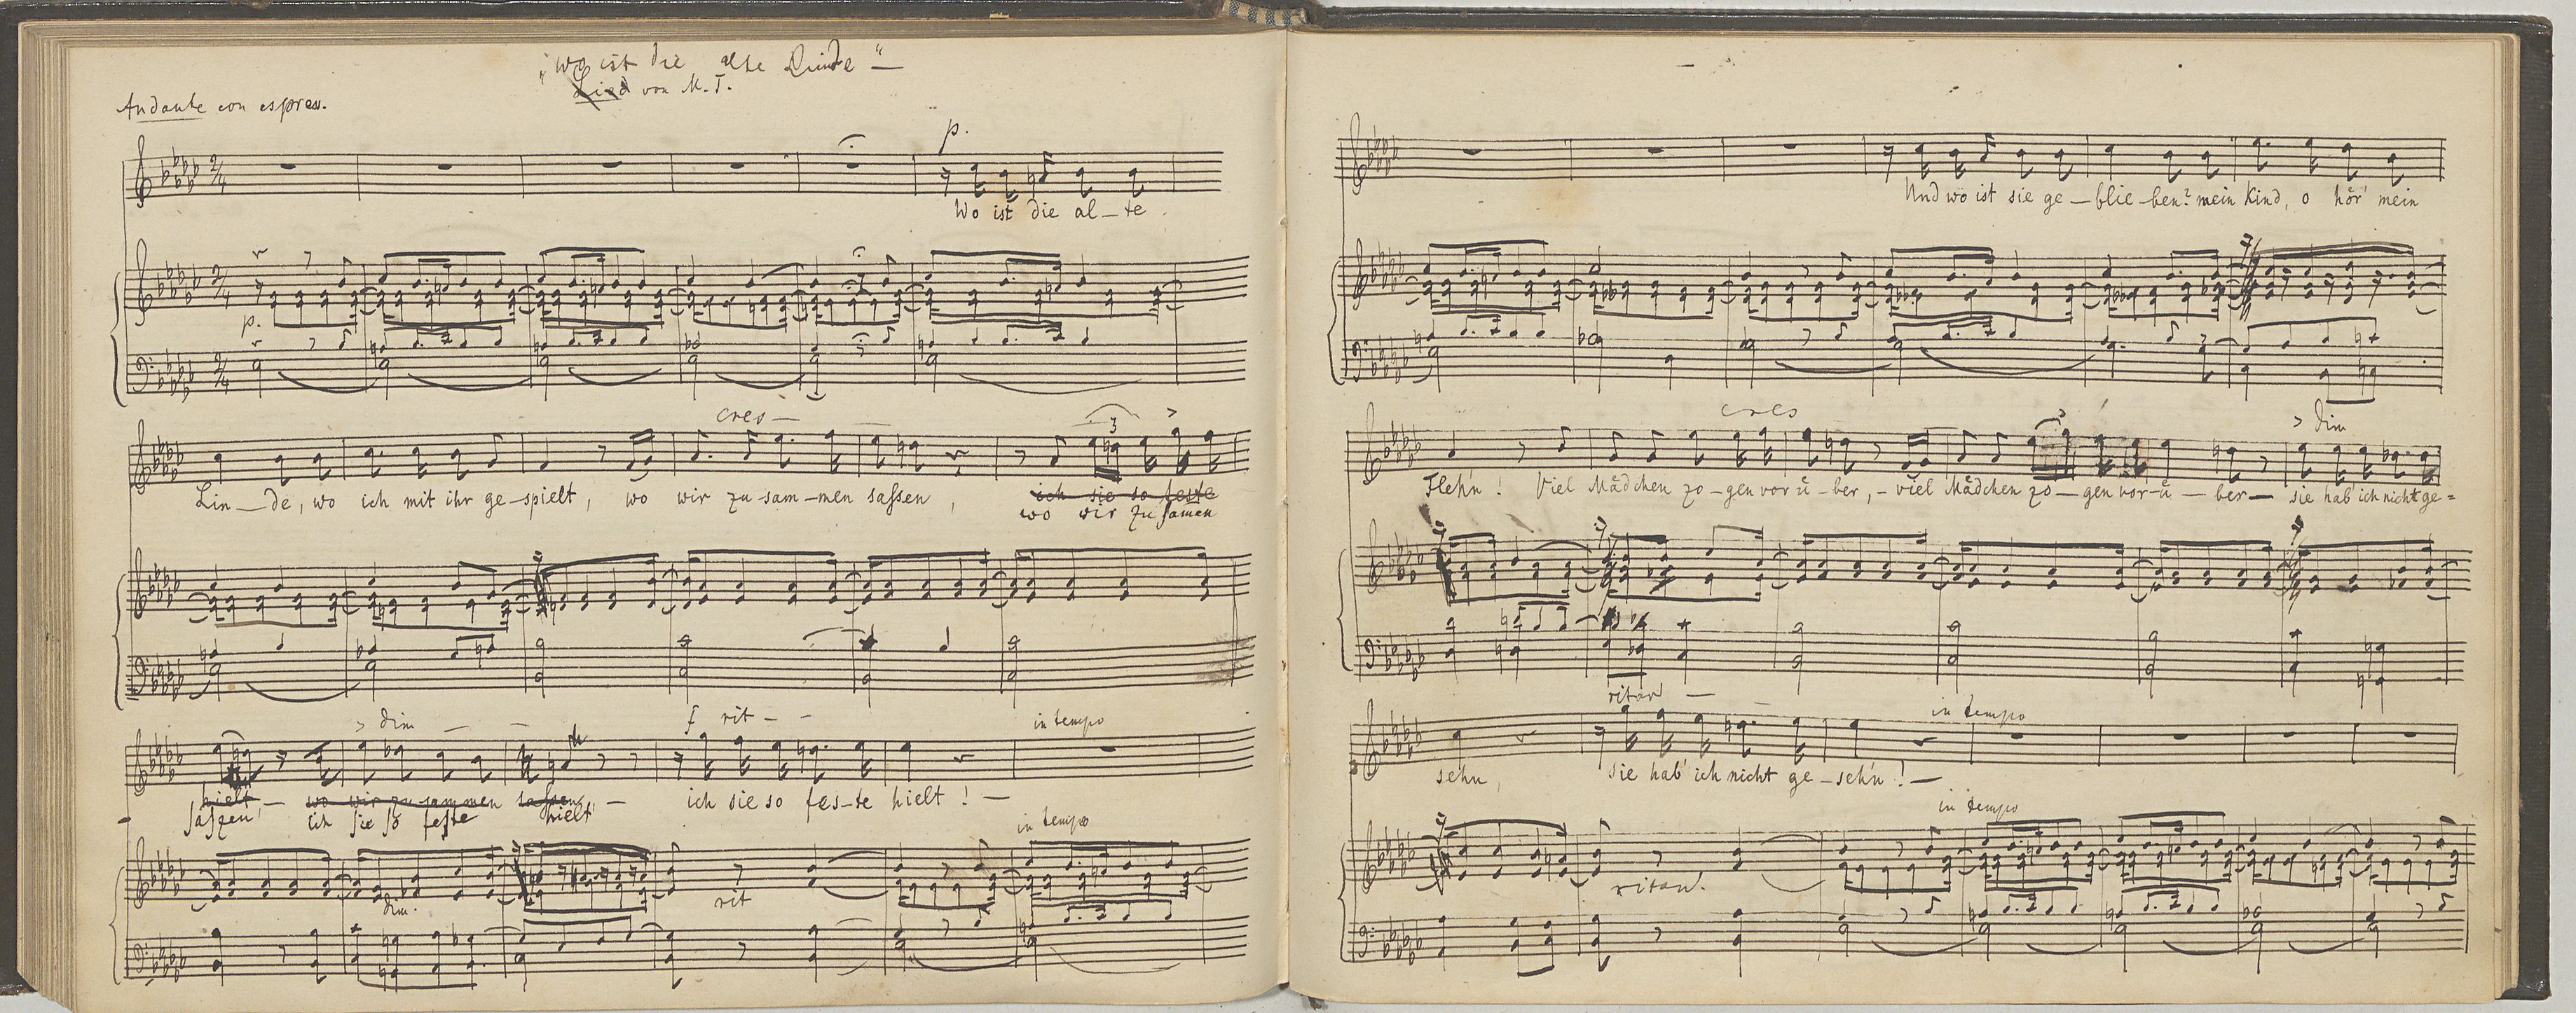 „Wo ist die alte Linde“ —
Lied von M. T.
Andante con espress.
p.
Wo ist die al-te
p.
cres —
3
Lin-de, wo ich mit ihr ge-spielt, wo wir zu-sam-men saßen, ich sie so feste
wo wir zusamen
> dim — — f rit - - in tempo
hielt — wo wir zu sammen saßen, — ich sie so fes-te hielt! —
saßen, ich sie so feste hielt
in tempo
dim. rit
Und wo ist sie ge-blie-ben? mein Kind, o hör' mein
cres > dim
Flehn! Viel Mädchen zo-gen vor ü-ber, - viel Mädchen zo-gen vor-ü-ber — sie hab' ich nicht ge=
ritar — in tempo
sehn, sie hab' ich nicht ge-sehn! —
in tempo
ritard.